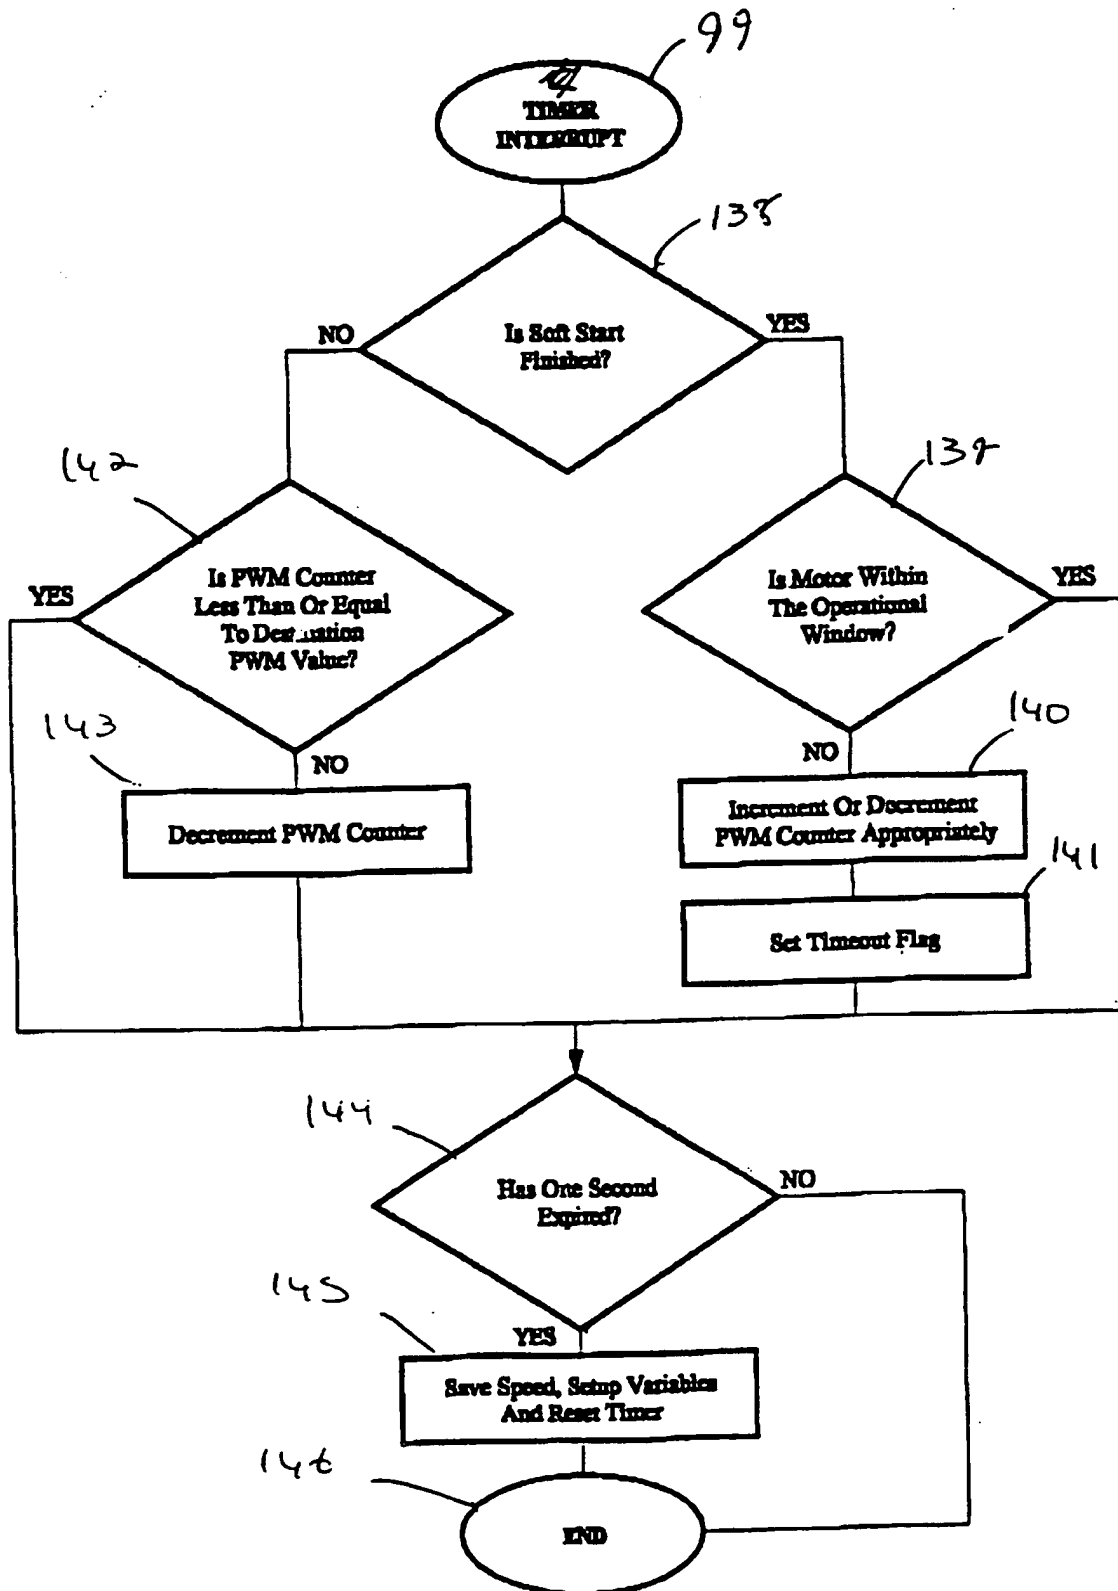 99
TIMER
INTERRUPT
135
NO
YES
Is Soft Start
Finished?
142
YES
Is PWM Counter
Less Than Or Equal
To
PWM Value?
Is Motor Within
The Operational
Window?
YES
143
NO
Decrement PWM Counter
NO
140
Increment Or Decrement
PWM Counter Appropriately
141
Set Timeout Flag
144
Has One Second
Expired?
NO
145
YES
Save Speed, Setup Variables
And Reset Timer
146
END